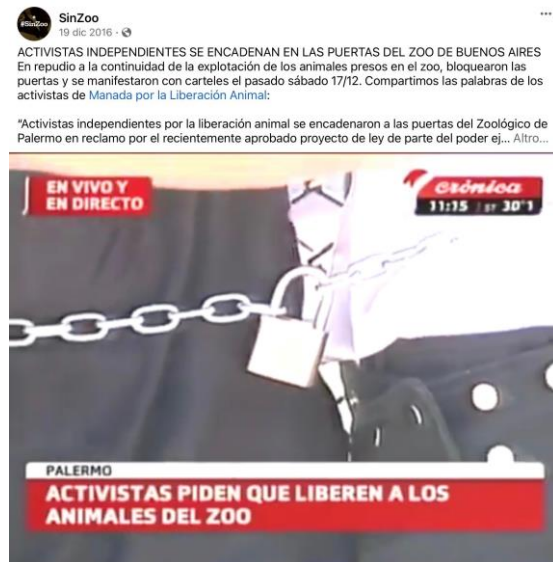 SinZoo
#SinZoo
19 dic 2016
ACTIVISTAS INDEPENDIENTES SE ENCADENAN EN LAS PUERTAS DEL ZOO DE BUENOS AIRES
En repudio a la continuidad de la explotación de los animales presos en el zoo, bloquearon las
puertas y se manifestaron con carteles el pasado sábado 17/12. Compartimos las palabras de los
activistas de Manada por la Liberación Animal:
“Activistas independientes por la liberación animal se encadenaron a las puertas del Zoológico de
Palermo en reclamo por el recientemente aprobado proyecto de ley de parte del poder ej... Altro...
EN VIVO Y
EN DIRECTO
crónica
11:15 ST 30°1
PALERMO
ACTIVISTAS PIDEN QUE LIBEREN A LOS
ANIMALES DEL ZOO